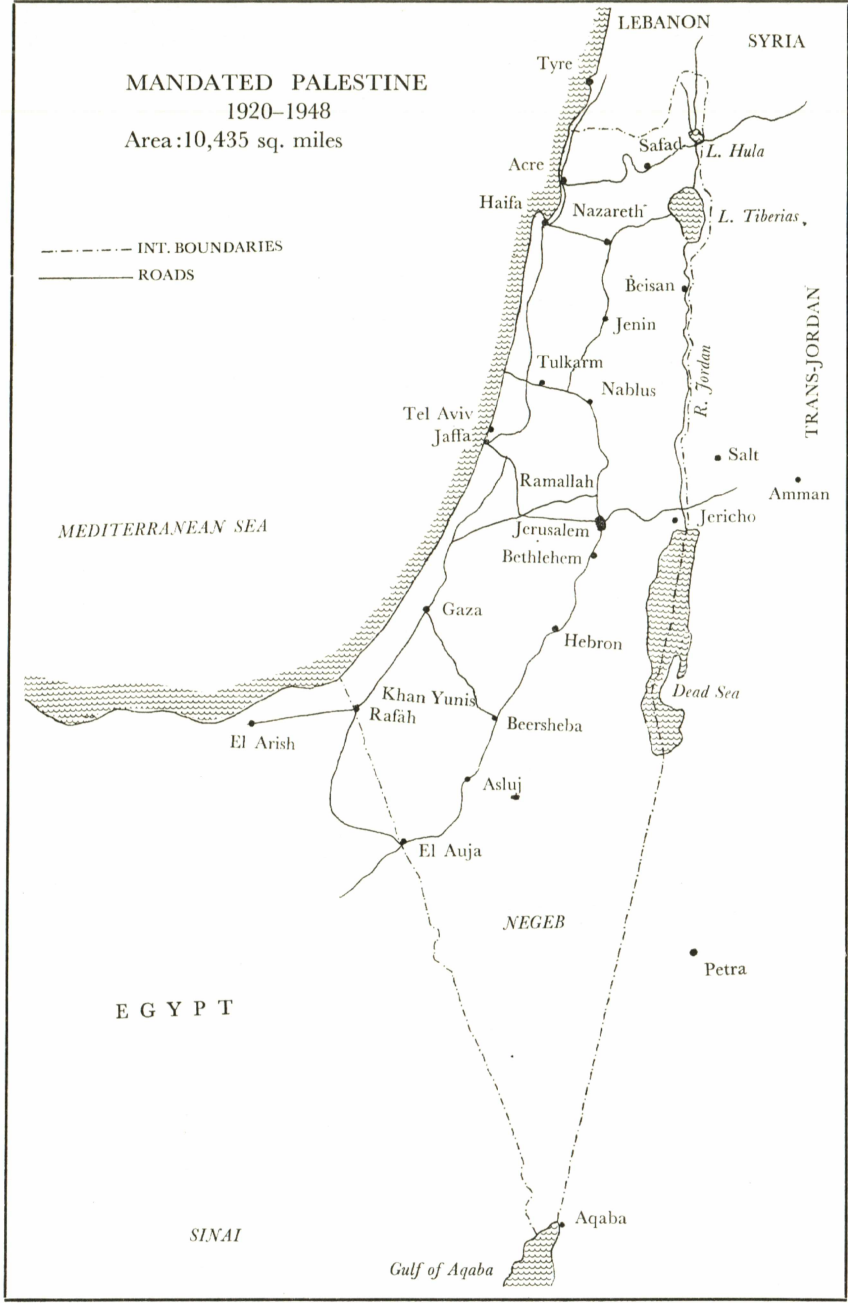 LEBANON
SYRIA
Tyre
MANDATED PALESTINE
1920–1948
Area:10,435 sq. miles
Safad
L. Hula
Acre
Haifa
Nazareth
L. Tiberias
INT. BOUNDARIES
ROADS
Beisan
Jenin
TRANS-JORDAN
R. Jordan
Tulkarm
Nablus
Tel Aviv
Jaffa
Salt
Ramallah
Amman
MEDITERRANEAN SEA
Jerusalem
Jericho
Bethlehem
Gaza
Hebron
Khan Yunis
Dead Sea
Rafah
Beersheba
El Arish
Asluj
El Auja
NEGEB
Petra
EGYPT
Aqaba
SINAI
Gulf of Aqaba